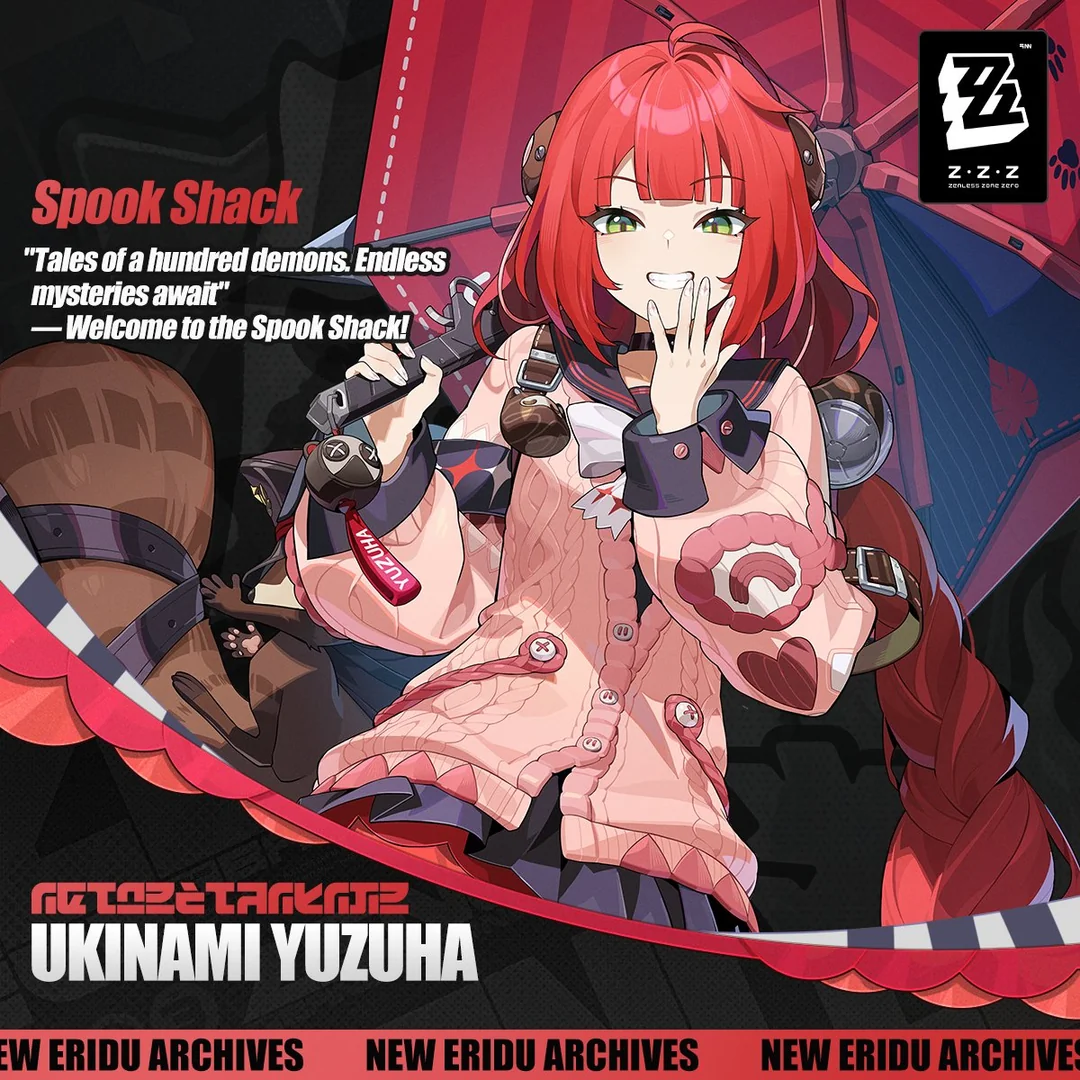 Z·Z·Z
ZENLESS ZONE ZERO
Spook Shack
"Tales of a hundred demons. Endless
mysteries await"
— Welcome to the Spook Shack!
YUZUHA
UKINAMI YUZUHA
EW ERIDU ARCHIVES NEW ERIDU ARCHIVES NEW ERIDU ARCHIVES